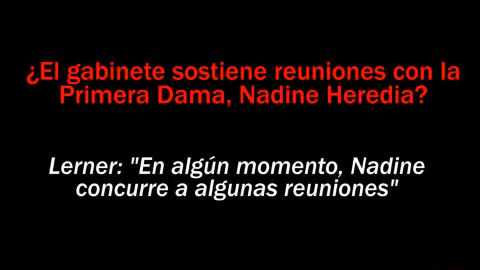 ¿El gabinete sostiene reuniones con la
Primera Dama, Nadine Heredia?
Lerner: "En algún momento, Nadine
concurre a algunas reuniones"